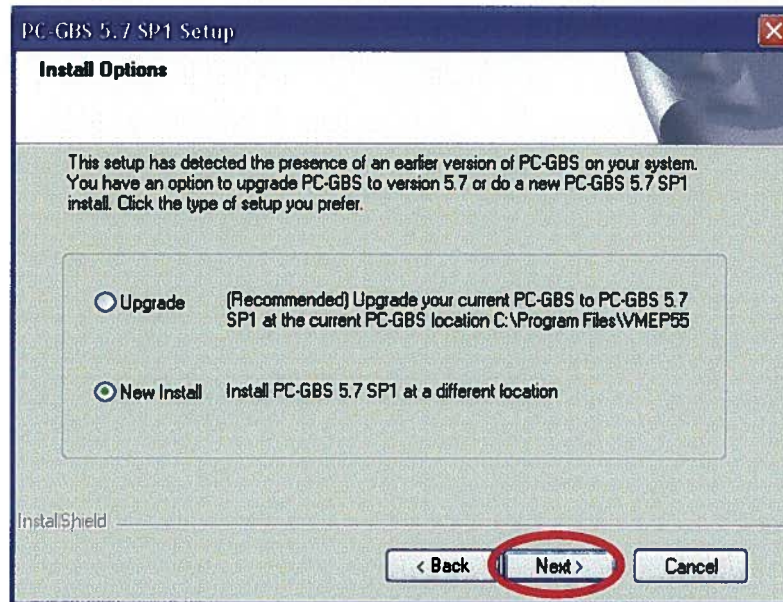 PC-GBS 5.7 SP1 Setup
Install Options
This setup has detected the presence of an earlier version of PC-GBS on your system.
You have an option to upgrade PC-GBS to version 5.7 or do a new PC-GBS 5.7 SP1
install. Click the type of setup you prefer.
Upgrade
(Recommended) Upgrade your current PC-GBS to PC-GBS 5.7
SP1 at the current PC-GBS location C:\Program Files\VMEP55
New Install
Install PC-GBS 5.7 SP1 at a different location
InstallShield
< Back
Next >
Cancel